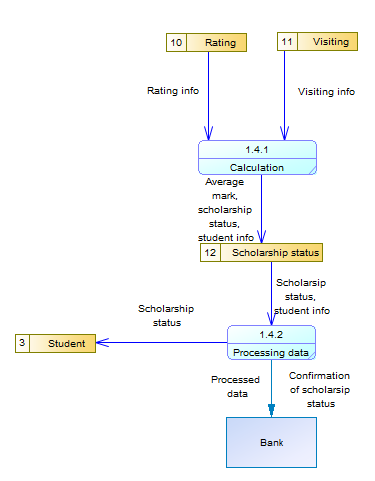 10 Rating
11 Visiting
Rating info
Visiting info
1.4.1
Calculation
Average
mark,
scholarship
status,
student info
12 Scholarship status
Scholarsip
status,
student info
Scholarship
status
3 Student
1.4.2
Processing data
Processed
data
Confirmation
of scholarsip
status
Bank